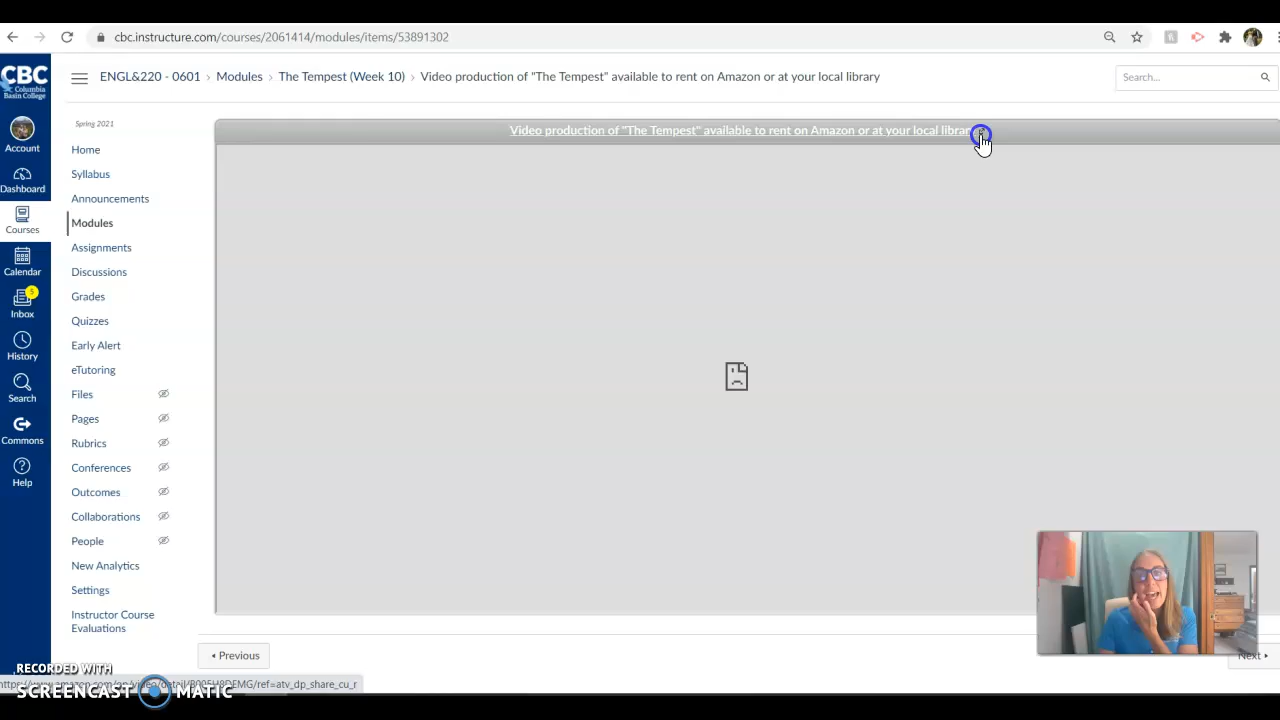 cbc.instructure.com/courses/2061414/modules/items/53891302
CBC
Columbia
Basin College
ENGL&220 - 0601 › Modules › The Tempest (Week 10) › Video production of "The Tempest" available to rent on Amazon or at your local library
Search...
Spring 2021
Video production of "The Tempest" available to rent on Amazon or at your local
Account
Dashboard
Courses
Calendar
5
Inbox
History
Search
Commons
Help
Home
Syllabus
Announcements
Modules
Assignments
Discussions
Grades
Quizzes
Early Alert
eTutoring
Files
Pages
Rubrics
Conferences
Outcomes
Collaborations
People
New Analytics
Settings
Instructor Course
Evaluations
Previous
Next
RECORDED WITH
SCREENCAST MATIC